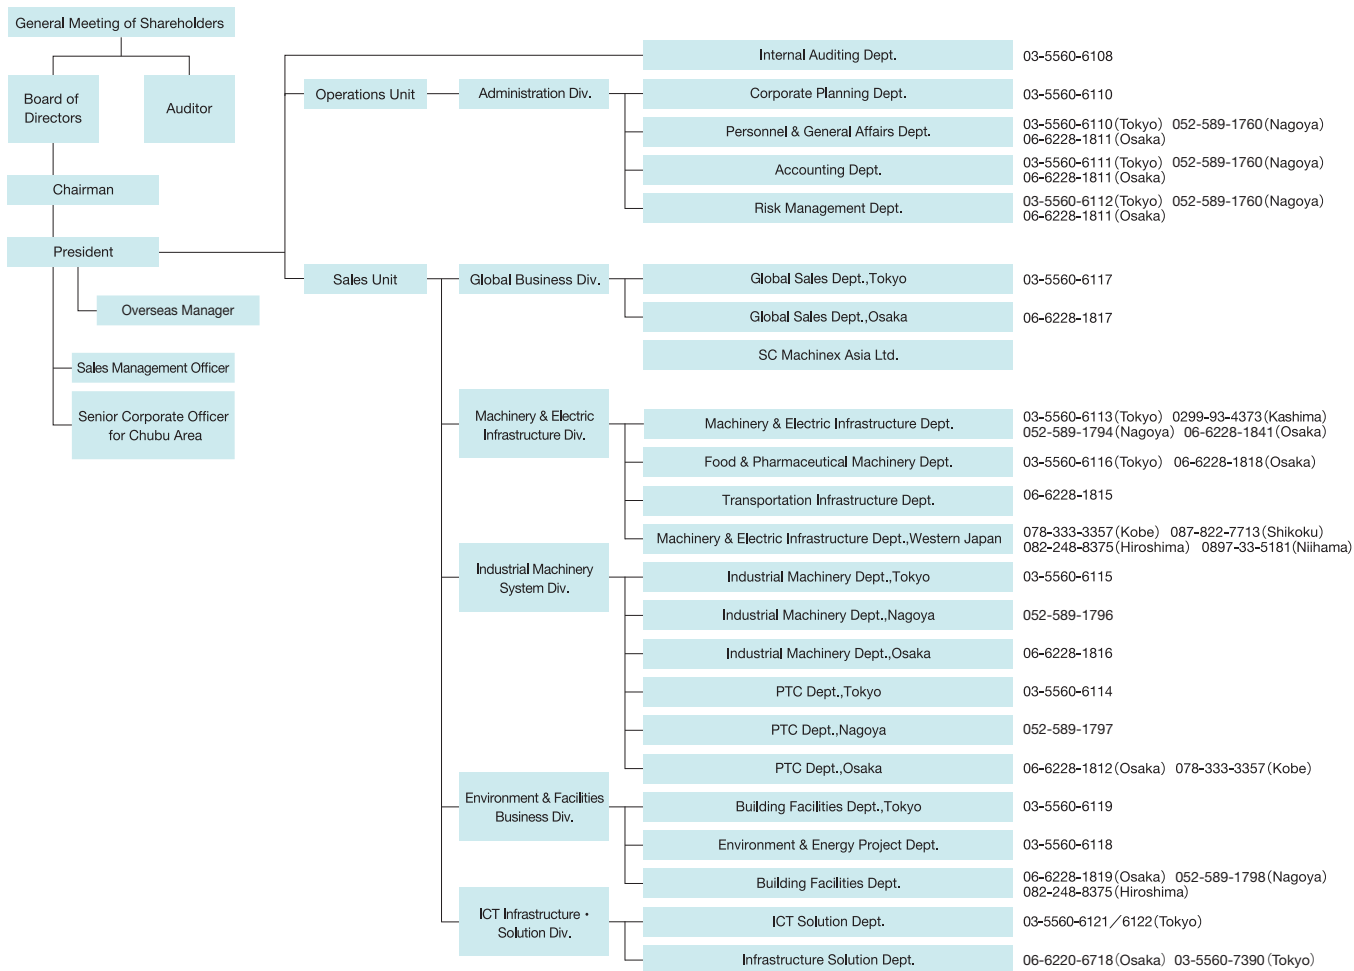 General Meeting of Shareholders
Board of
Directors
Auditor
Chairman
President
Overseas Manager
Sales Management Officer
Senior Corporate Officer
for Chubu Area
Operations Unit
Sales Unit
Administration Div.
Global Business Div.
Machinery & Electric
Infrastructure Div.
Industrial Machinery
System Div.
Environment & Facilities
Business Div.
ICT Infrastructure・
Solution Div.
Internal Auditing Dept. 03-5560-6108
Corporate Planning Dept. 03-5560-6110
Personnel & General Affairs Dept. 03-5560-6110(Tokyo) 052-589-1760(Nagoya)
06-6228-1811(Osaka)
Accounting Dept. 03-5560-6111(Tokyo) 052-589-1760(Nagoya)
06-6228-1811(Osaka)
Risk Management Dept. 03-5560-6112(Tokyo) 052-589-1760(Nagoya)
06-6228-1811(Osaka)
Global Sales Dept.,Tokyo 03-5560-6117
Global Sales Dept.,Osaka 06-6228-1817
SC Machinex Asia Ltd.
Machinery & Electric Infrastructure Dept. 03-5560-6113(Tokyo) 0299-93-4373(Kashima)
052-589-1794(Nagoya) 06-6228-1841(Osaka)
Food & Pharmaceutical Machinery Dept. 03-5560-6116(Tokyo) 06-6228-1818(Osaka)
Transportation Infrastructure Dept. 06-6228-1815
Machinery & Electric Infrastructure Dept.,Western Japan 078-333-3357(Kobe) 087-822-7713(Shikoku)
082-248-8375(Hiroshima) 0897-33-5181(Niihama)
Industrial Machinery Dept.,Tokyo 03-5560-6115
Industrial Machinery Dept.,Nagoya 052-589-1796
Industrial Machinery Dept.,Osaka 06-6228-1816
PTC Dept.,Tokyo 03-5560-6114
PTC Dept.,Nagoya 052-589-1797
PTC Dept.,Osaka 06-6228-1812(Osaka) 078-333-3357(Kobe)
Building Facilities Dept.,Tokyo 03-5560-6119
Environment & Energy Project Dept. 03-5560-6118
Building Facilities Dept. 06-6228-1819(Osaka) 052-589-1798(Nagoya)
082-248-8375(Hiroshima)
ICT Solution Dept. 03-5560-6121／6122(Tokyo)
Infrastructure Solution Dept. 06-6220-6718(Osaka) 03-5560-7390(Tokyo)